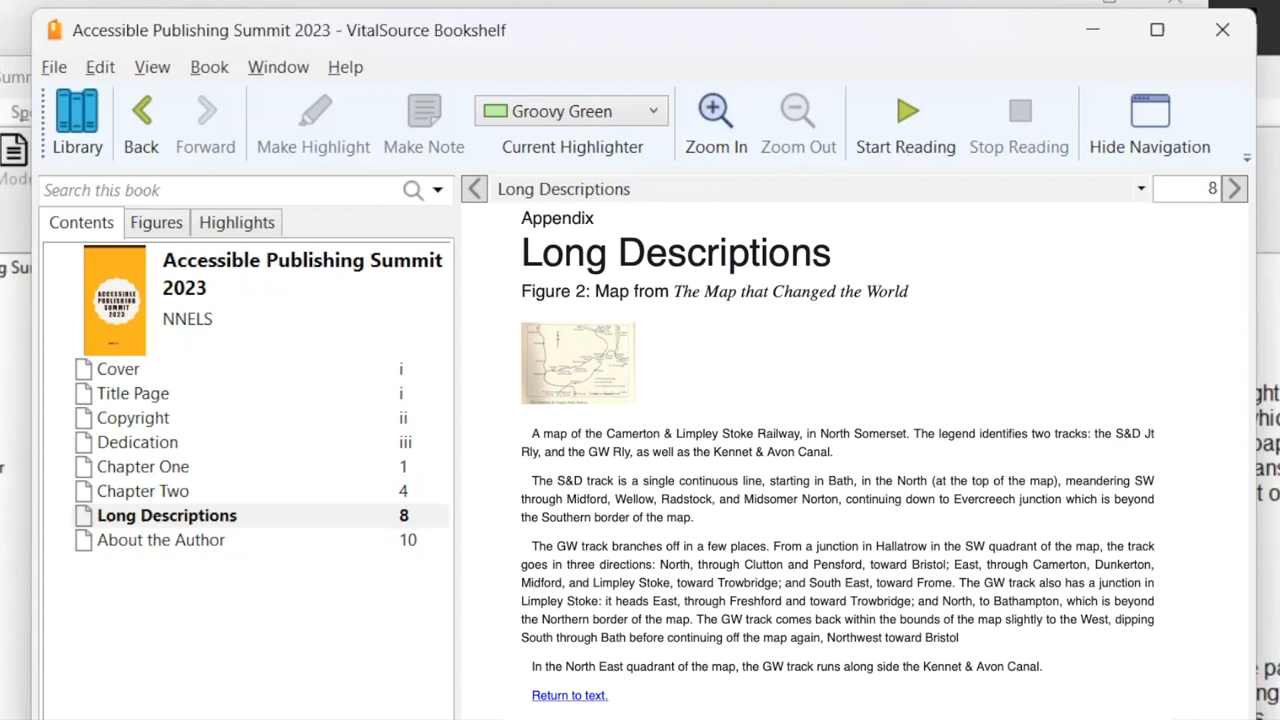 Accessible Publishing Summit 2023 - VitalSource Bookshelf
File Edit View Book Window Help
Library Back Forward Make Highlight Make Note
Groovy Green
Current Highlighter
Zoom In Zoom Out Start Reading Stop Reading Hide Navigation
Search this book
Long Descriptions 8
Contents Figures Highlights
Accessible Publishing Summit
2023
NNELS
ACCESSIBLE
PUBLISHING
SUMMIT
2023
Cover i
Title Page i
Copyright ii
Dedication iii
Chapter One 1
Chapter Two 4
Long Descriptions 8
About the Author 10
Appendix
Long Descriptions
Figure 2: Map from The Map that Changed the World
A map of the Camerton & Limpley Stoke Railway, in North Somerset. The legend identifies two tracks: the S&D Jt
Rly, and the GW Rly, as well as the Kennet & Avon Canal.
The S&D track is a single continuous line, starting in Bath, in the North (at the top of the map), meandering SW
through Midford, Wellow, Radstock, and Midsomer Norton, continuing down to Evercreech junction which is beyond
the Southern border of the map.
The GW track branches off in a few places. From a junction in Hallatrow in the SW quadrant of the map, the track
goes in three directions: North, through Clutton and Pensford, toward Bristol; East, through Camerton, Dunkerton,
Midford, and Limpley Stoke, toward Trowbridge; and South East, toward Frome. The GW track also has a junction in
Limpley Stoke: it heads East, through Freshford and toward Trowbridge; and North, to Bathampton, which is beyond
the Northern border of the map. The GW track comes back within the bounds of the map slightly to the West, dipping
South through Bath before continuing off the map again, Northwest toward Bristol
In the North East quadrant of the map, the GW track runs along side the Kennet & Avon Canal.
Return to text.